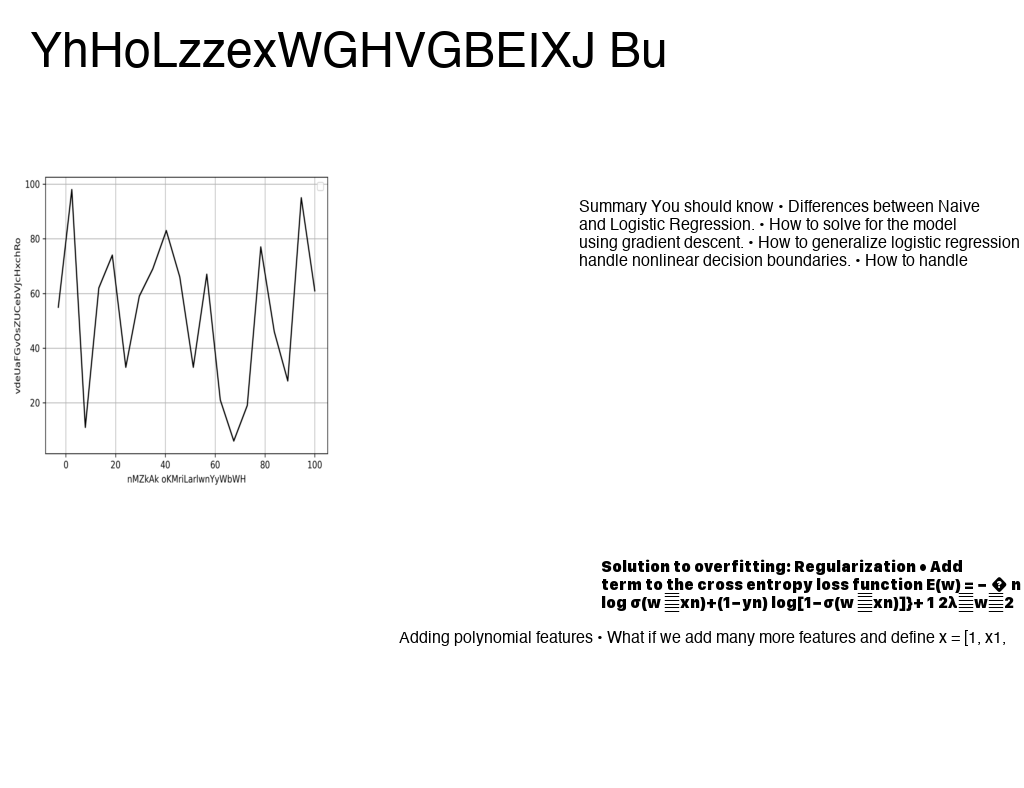 YhHoLzzexWGHVGBEIXJ Bu
100
80
60
40
20
vdeUaFGvOsZUCebVJcHxchRo
0 20 40 60 80 100
nMZkAk oKMriLarlwnYyWbWH
Summary You should know • Differences between Naive
and Logistic Regression. • How to solve for the model
using gradient descent. • How to generalize logistic regression
handle nonlinear decision boundaries. • How to handle
Solution to overfitting: Regularization • Add
term to the cross entropy loss function E(w) = − � n
log σ(w xn)+(1−yn) log[1−σ(w xn)]}+ 1 2λ w 2
Adding polynomial features • What if we add many more features and define x = [1, x1,